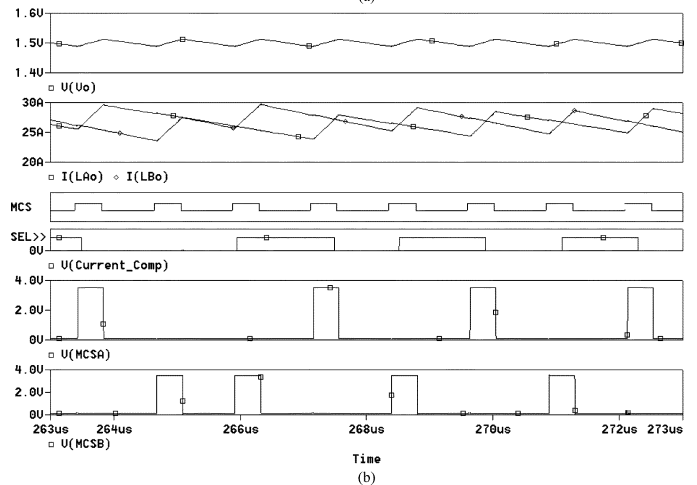 (a)
1.6V
1.5V
1.4V
V(Vo)
30A
25A
20A
I(LAo) I(LBo)
MCS
SEL>>
0V
V(Current_Comp)
4.0V
2.0V
0V
V(MCSA)
4.0V
2.0V
0V
263us 264us 266us 268us 270us 272us 273us
V(MCSB)
Time
(b)